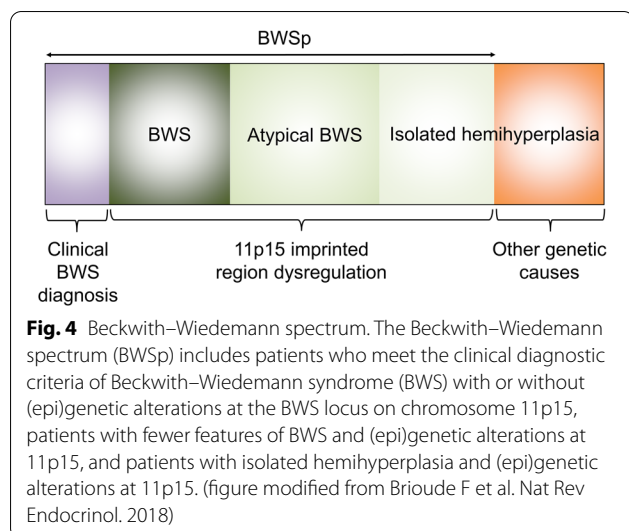 BWSp
BWS
Atypical BWS
Isolated hemihyperplasia
Clinical
BWS
diagnosis
11p15 imprinted
region dysregulation
Other genetic
causes
Fig. 4 Beckwith–Wiedemann spectrum. The Beckwith–Wiedemann
spectrum (BWSp) includes patients who meet the clinical diagnostic
criteria of Beckwith–Wiedemann syndrome (BWS) with or without
(epi)genetic alterations at the BWS locus on chromosome 11p15,
patients with fewer features of BWS and (epi)genetic alterations at
11p15, and patients with isolated hemihyperplasia and (epi)genetic
alterations at 11p15. (figure modified from Brioude F et al. Nat Rev
Endocrinol. 2018)